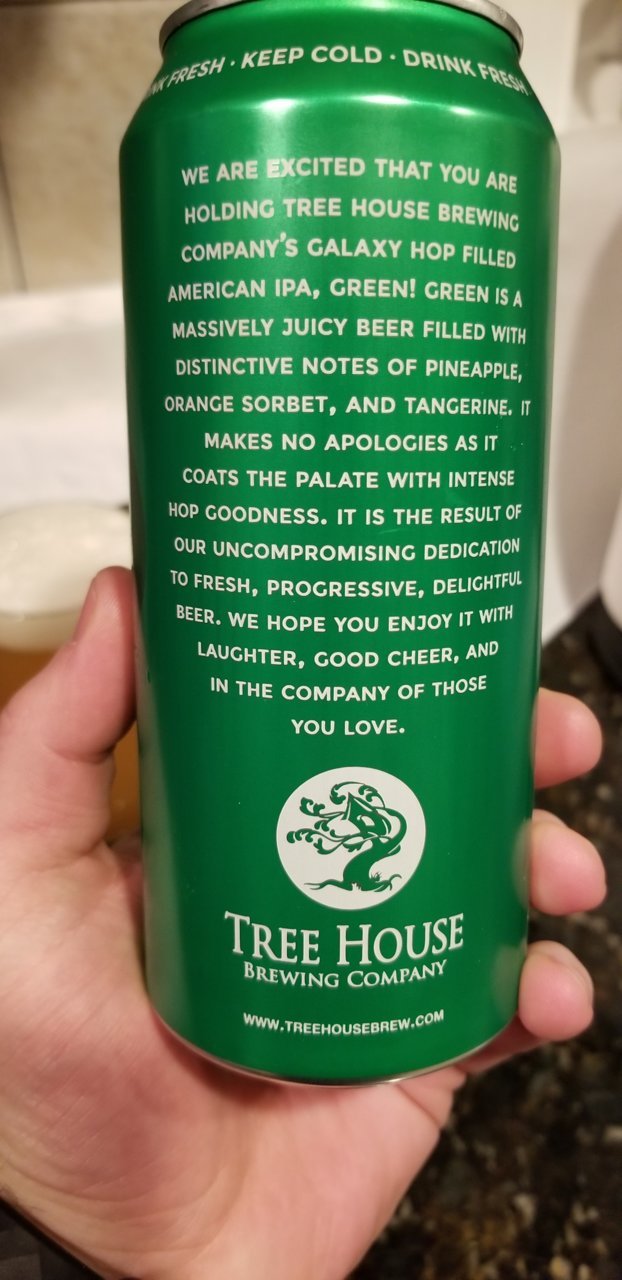 FRESH · KEEP COLD · DRINK FRESH
WE ARE EXCITED THAT YOU ARE
HOLDING TREE HOUSE BREWING
COMPANY'S GALAXY HOP FILLED
AMERICAN IPA, GREEN! GREEN IS A
MASSIVELY JUICY BEER FILLED WITH
DISTINCTIVE NOTES OF PINEAPPLE,
ORANGE SORBET, AND TANGERINE. IT
MAKES NO APOLOGIES AS IT
COATS THE PALATE WITH INTENSE
HOP GOODNESS. IT IS THE RESULT OF
OUR UNCOMPROMISING DEDICATION
TO FRESH, PROGRESSIVE, DELIGHTFUL
BEER. WE HOPE YOU ENJOY IT WITH
LAUGHTER, GOOD CHEER, AND
IN THE COMPANY OF THOSE
YOU LOVE.
TREE HOUSE
BREWING COMPANY
WWW.TREEHOUSEBREW.COM